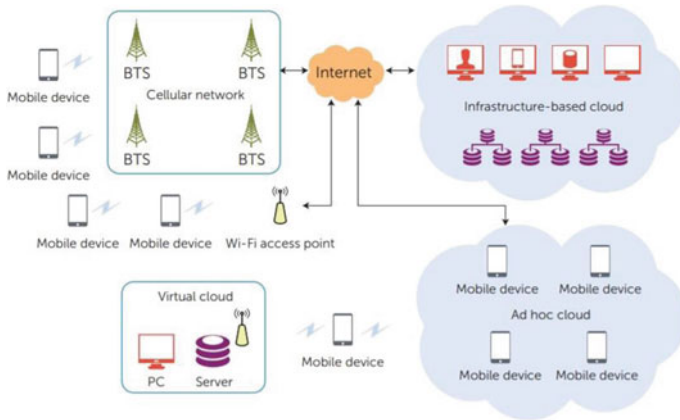 BTS
BTS
Internet
Mobile device
Cellular network
Infrastructure-based cloud
BTS
BTS
Mobile device
Mobile device
Mobile device
Wi-Fi access point
Virtual cloud
PC
Server
Mobile device
Mobile device
Mobile device
Ad hoc cloud
Mobile device
Mobile device